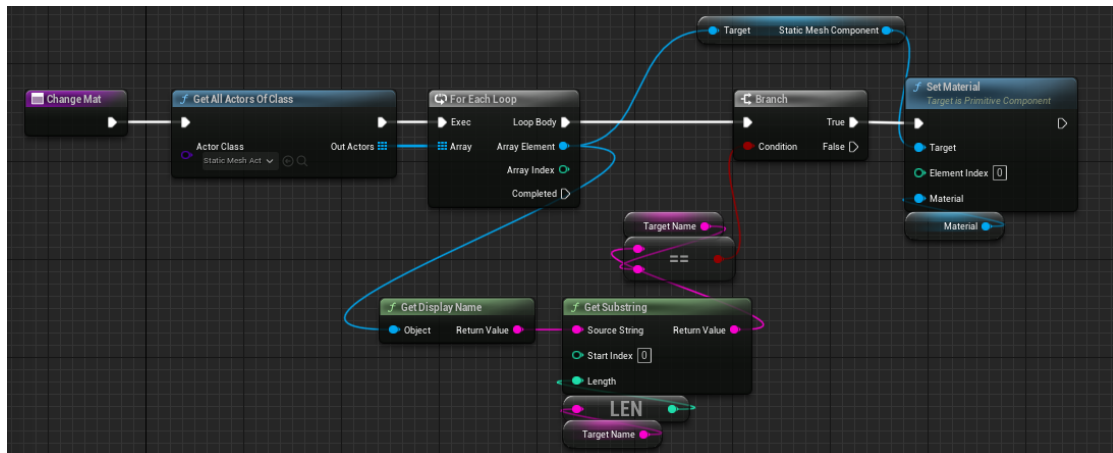 Target Static Mesh Component
Change Mat
Get All Actors Of Class
Actor Class
Out Actors
Static Mesh Act
For Each Loop
Exec Loop Body
Array Array Element
Array Index
Completed
Branch
True
Condition False
Set Material
Target is Primitive Component
Target
Element Index 0
Material
Material
Target Name
==
Get Display Name
Object Return Value
Get Substring
Source String Return Value
Start Index 0
Length
LEN
Target Name